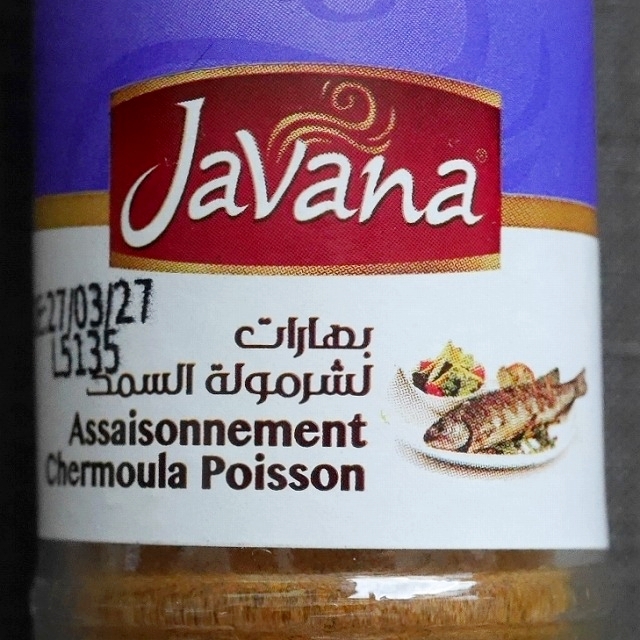 Javana
27/03/27
L5135
بهارات
لشرمولة السمك
Assaisonnement
Chermoula Poisson